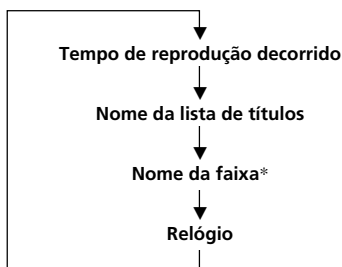 Tempo de reprodução decorrido
Nome da lista de títulos
Nome da faixa*
Relógio